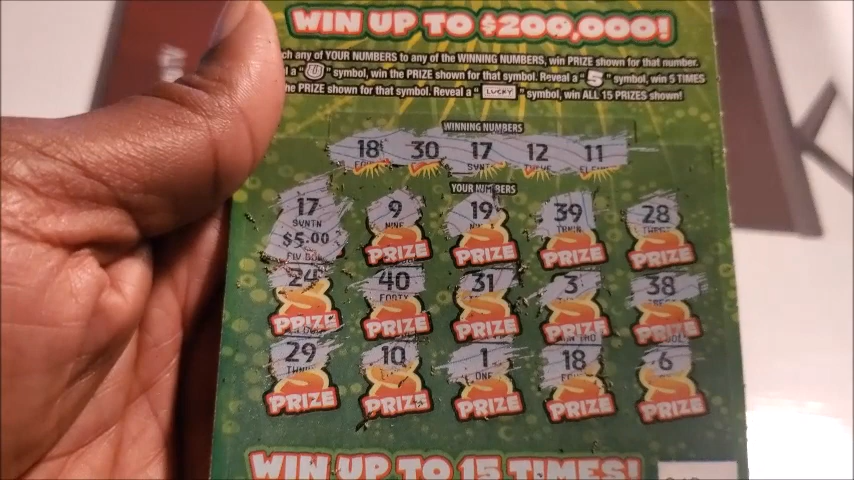 WIN UP TO $200,000!
ch any of YOUR NUMBERS to any of the WINNING NUMBERS, win PRIZE shown for that number.
l a " " symbol, win the PRIZE shown for that symbol. Reveal a " 5 " symbol, win 5 TIMES
he PRIZE shown for that symbol. Reveal a " LUCKY " symbol, win ALL 15 PRIZES shown!
WINNING NUMBERS
18 30 17 12 11
YOUR NUMBERS
17 9 19 39 28
SVNTN NINE
$5.00 PRIZE PRIZE PRIZE PRIZE
24 40 31 3 38
FORTY
PRIZE PRIZE PRIZE PRIZE PRIZE
29 10 1 18 6
ONE
PRIZE PRIZE PRIZE PRIZE PRIZE
WIN UP TO 15 TIMES!